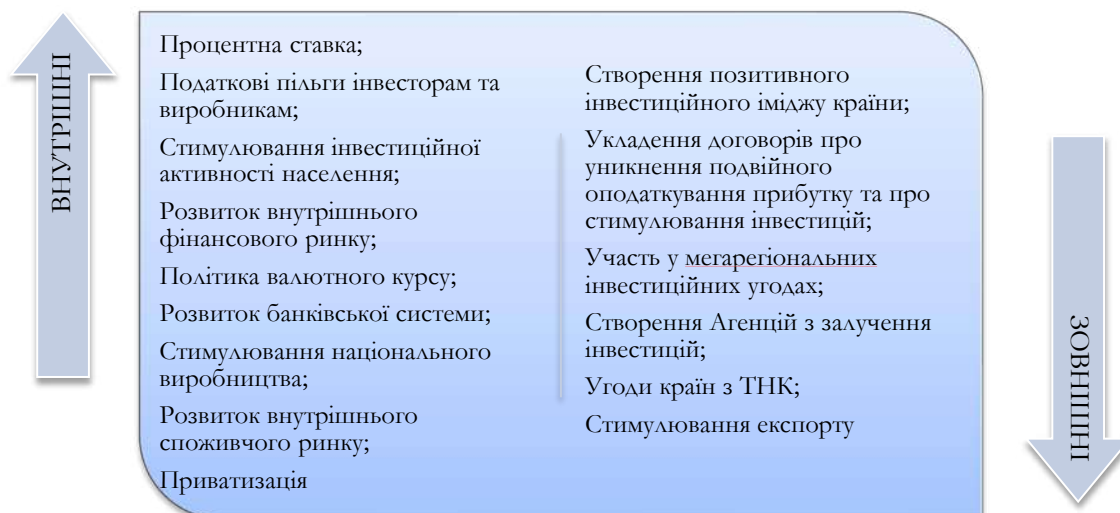 ВНУТРІШНІ
Процентна ставка;
Податкові пільги інвесторам та
виробникам;
Стимулювання інвестиційної
активності населення;
Розвиток внутрішнього
фінансового ринку;
Політика валютного курсу;
Розвиток банківської системи;
Стимулювання національного
виробництва;
Розвиток внутрішнього
споживчого ринку;
Приватизація
Створення позитивного
інвестиційного іміджу країни;
Укладення договорів про
уникнення подвійного
оподаткування прибутку та про
стимулювання інвестицій;
Участь у мегарегіональних
інвестиційних угодах;
Створення Агенцій з залучення
інвестицій;
Угоди країн з ТНК;
Стимулювання експорту
ЗОВНІШНІ